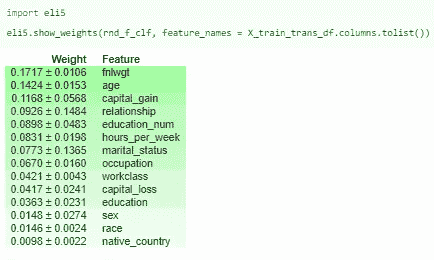 import eli5
eli5.show_weights(rnd_f_clf, feature_names = X_train_trans_df.columns.tolist())
Weight Feature
0.1717 ± 0.0106 fnlwgt
0.1424 ± 0.0153 age
0.1168 ± 0.0568 capital_gain
0.0926 ± 0.1484 relationship
0.0898 ± 0.0483 education_num
0.0831 ± 0.0198 hours_per_week
0.0773 ± 0.1365 marital_status
0.0670 ± 0.0160 occupation
0.0421 ± 0.0043 workclass
0.0417 ± 0.0241 capital_loss
0.0363 ± 0.0231 education
0.0148 ± 0.0274 sex
0.0146 ± 0.0024 race
0.0098 ± 0.0022 native_country